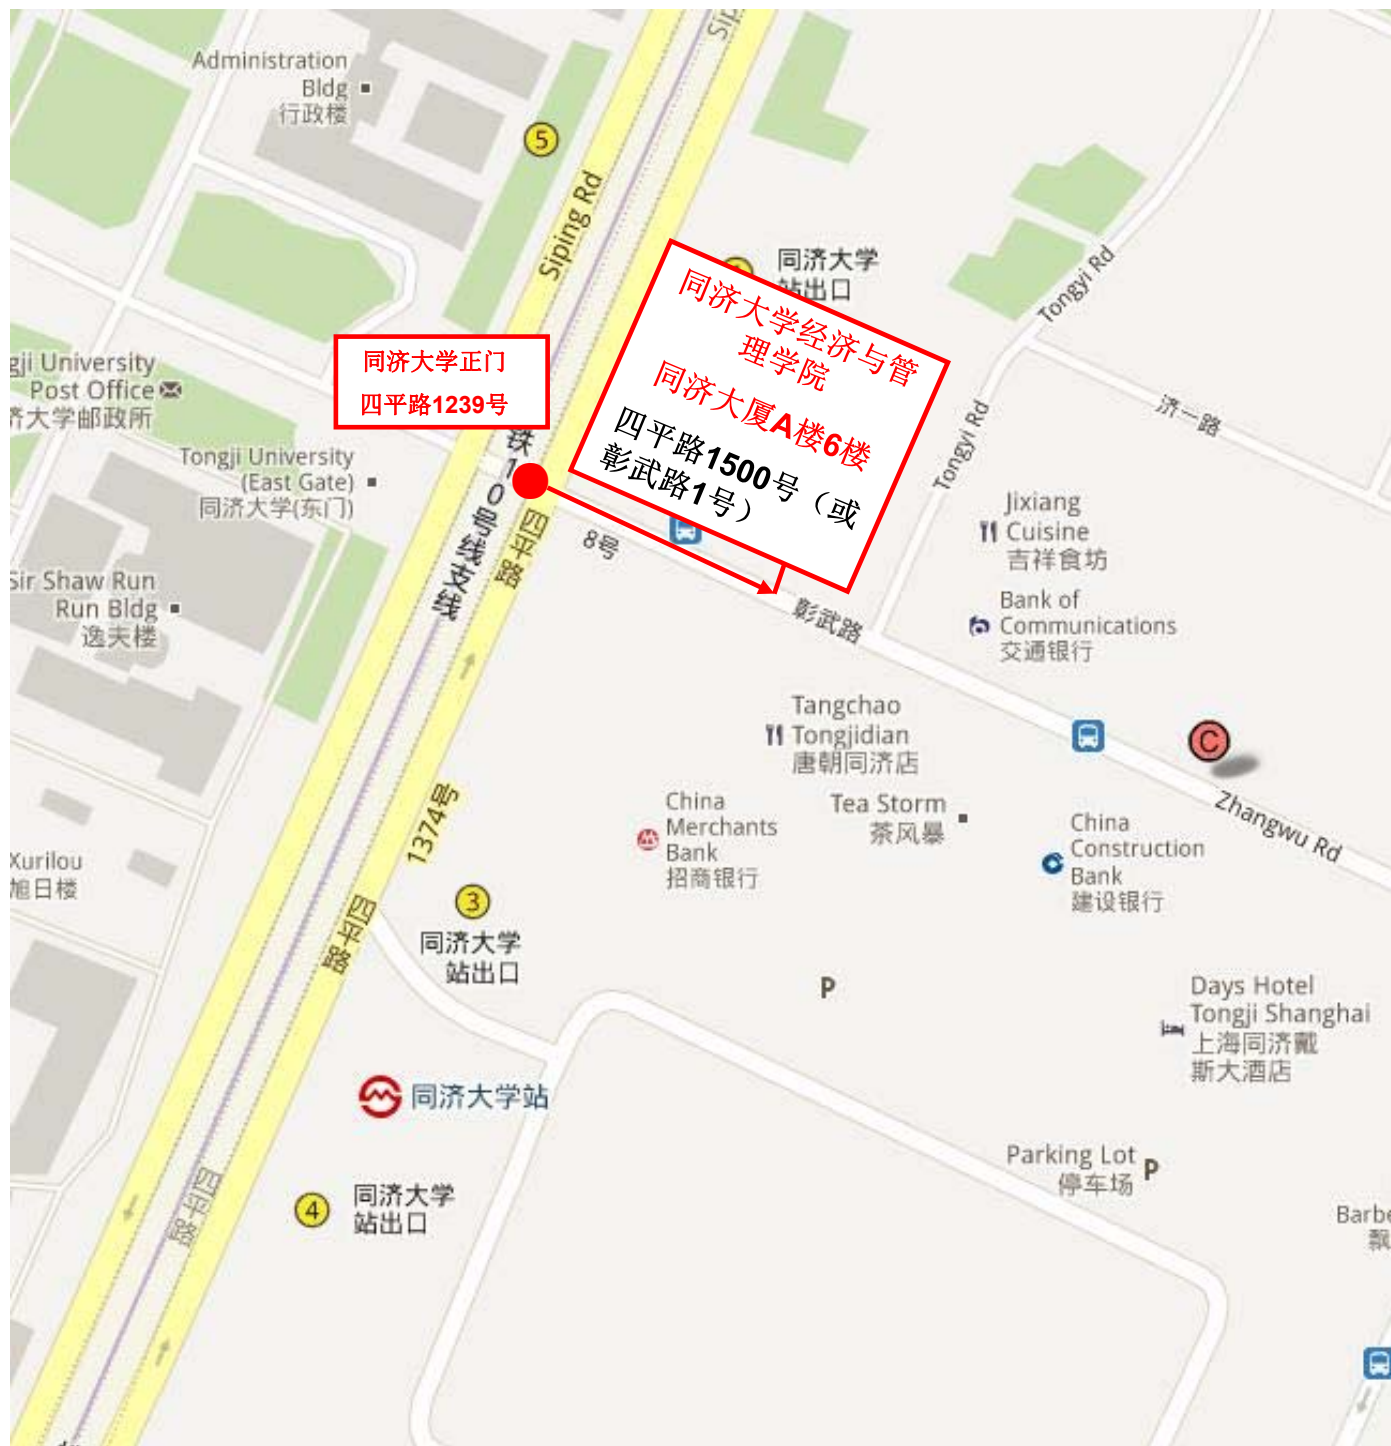 Administration
Bldg
行政楼
5
Siping Rd
同济大学
站出口
Tongyi Rd
同济大学经济与管
理学院
同济大厦A楼6楼
四平路1500号（或
彰武路1号）
同济大学正门
四平路1239号
gji University
Post Office
济大学邮政所
Tongyi Rd
济一路
Tongji University
(East Gate)
同济大学(东门)
铁10号线支线
四平路
8号
Jixiang
Cuisine
吉祥食坊
Sir Shaw Run
Run Bldg
逸夫楼
彰武路
Bank of
Communications
交通银行
Tangchao
Tongjidian
唐朝同济店
C
Zhangwu Rd
1374号
China
Merchants
Bank
招商银行
Tea Storm
茶风暴
China
Construction
Bank
建设银行
Xurilou
旭日楼
3
同济大学
站出口
四平路
P
Days Hotel
Tongji Shanghai
上海同济戴
斯大酒店
同济大学站
Parking Lot
停车场
P
4
同济大学
站出口
四平路
Barbe
飘